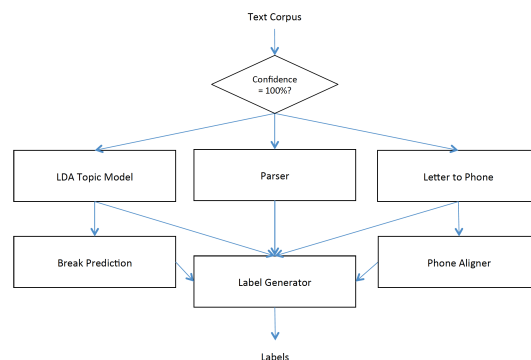 Text Corpus
Confidence
= 100%?
LDA Topic Model
Parser
Letter to Phone
Break Prediction
Label Generator
Phone Aligner
Labels